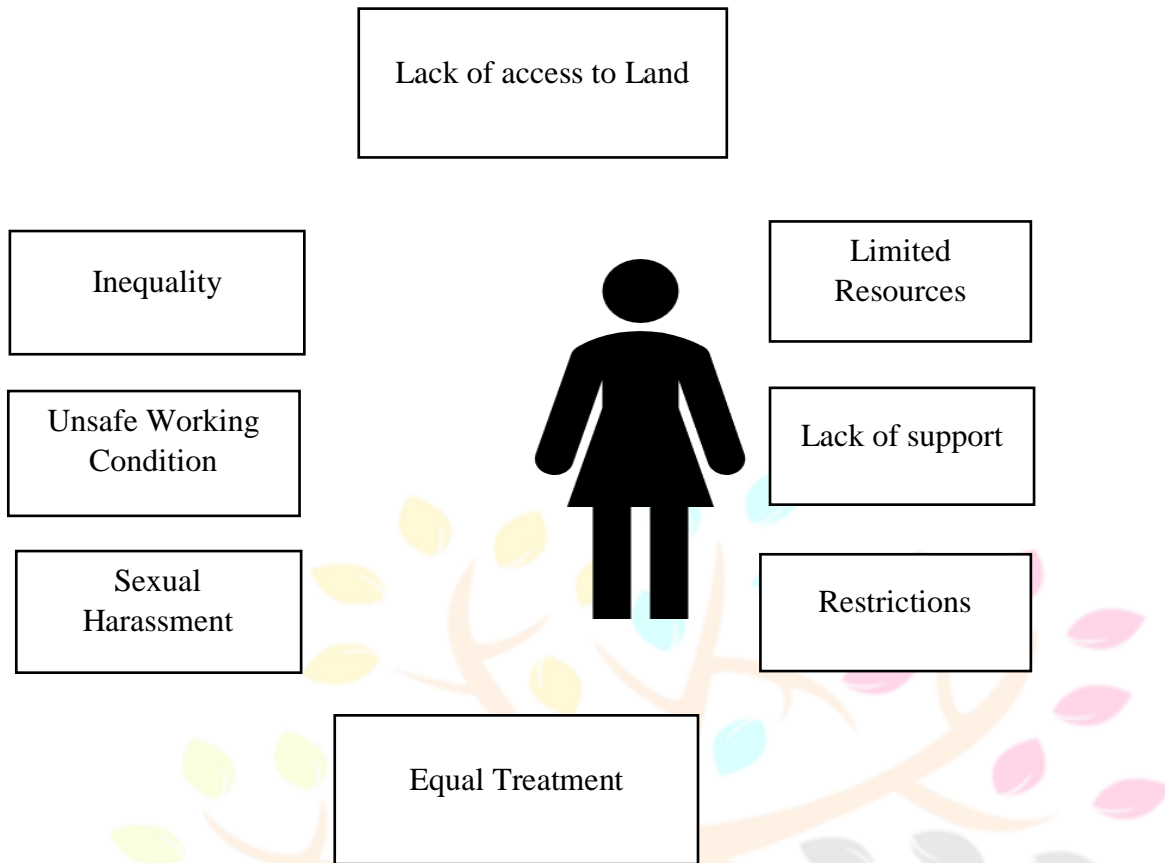 Lack of access to Land
Inequality
Limited
Resources
Unsafe Working
Condition
Lack of support
Sexual
Harassment
Restrictions
Equal Treatment